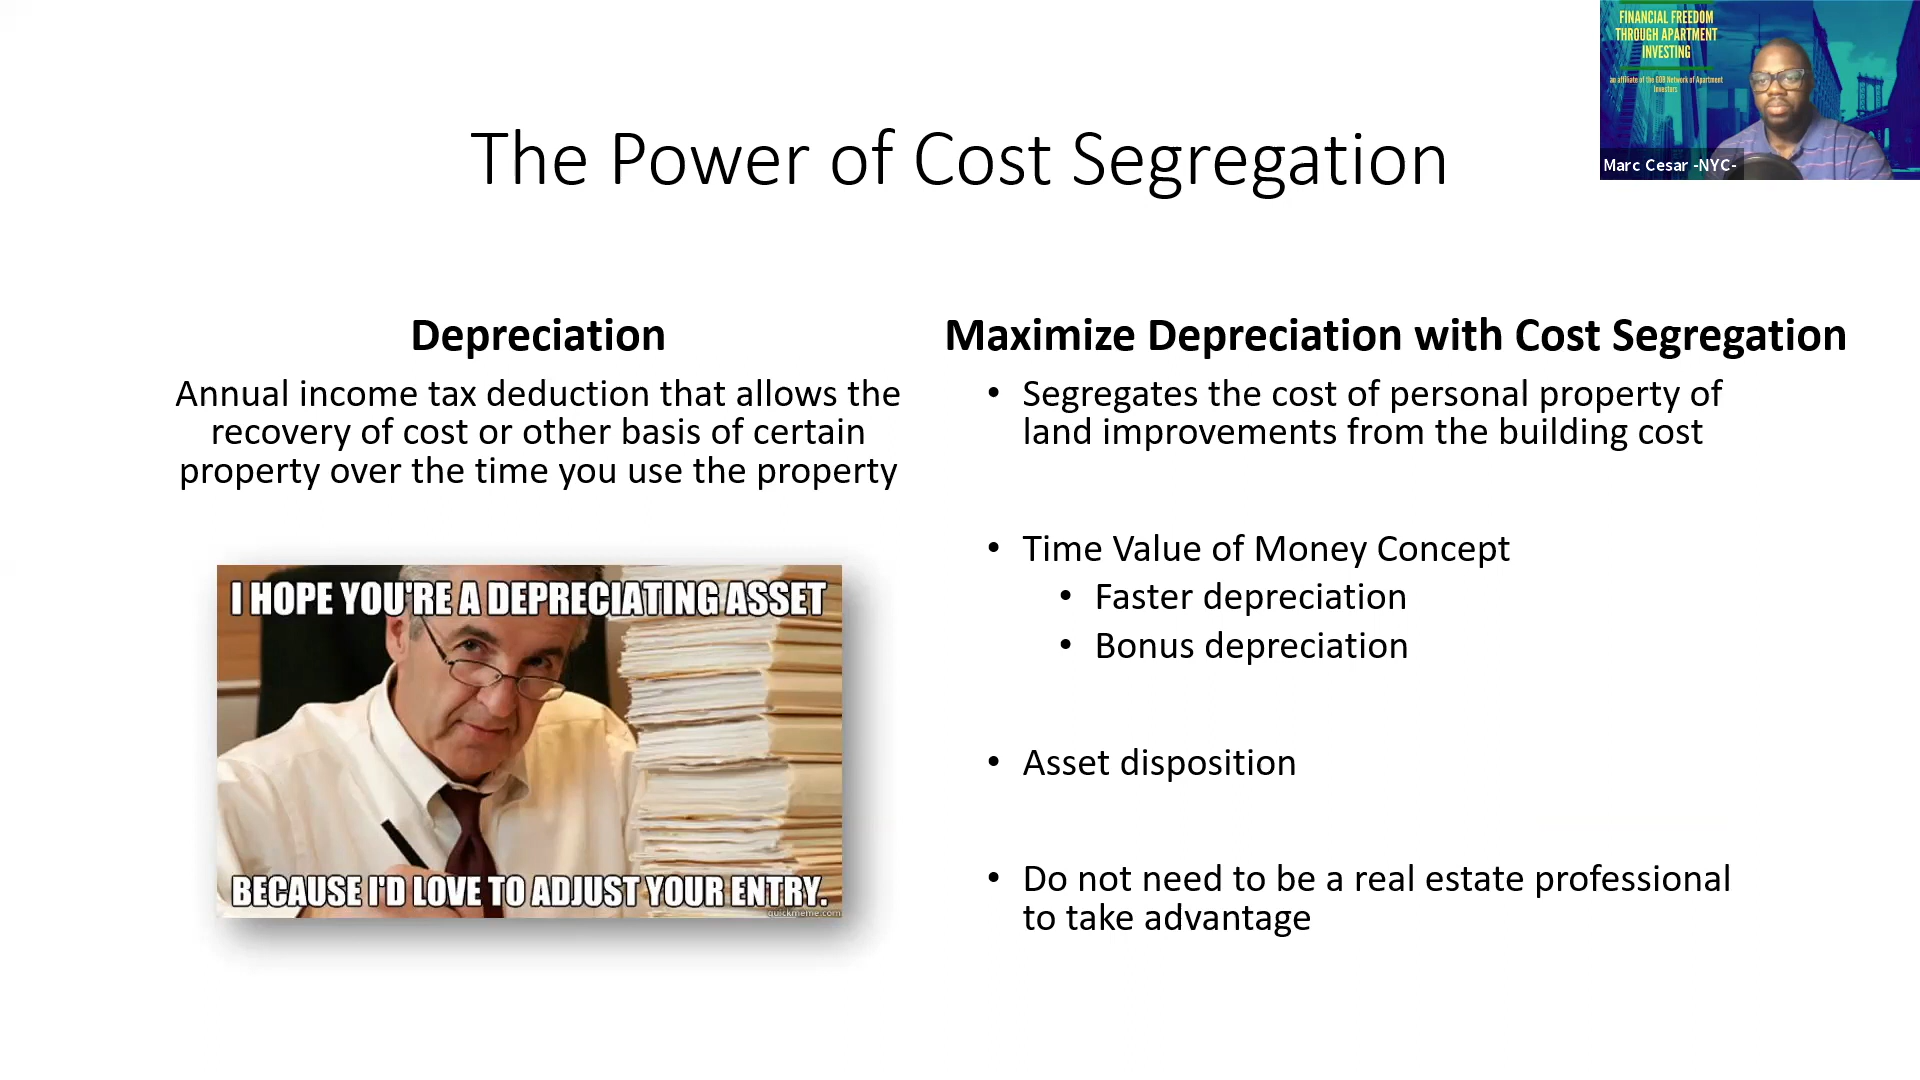 FINANCIAL FREEDOM
THROUGH APARTMENT
INVESTING
an affiliate of the GOB Network of Apartment
Investors
Marc Cesar -NYC-
The Power of Cost Segregation
Depreciation
Annual income tax deduction that allows the
recovery of cost or other basis of certain
property over the time you use the property
I HOPE YOU'RE A DEPRECIATING ASSET
BECAUSE I'D LOVE TO ADJUST YOUR ENTRY.
quickmeme.com
Maximize Depreciation with Cost Segregation
• Segregates the cost of personal property of
land improvements from the building cost
• Time Value of Money Concept
• Faster depreciation
• Bonus depreciation
• Asset disposition
• Do not need to be a real estate professional
to take advantage